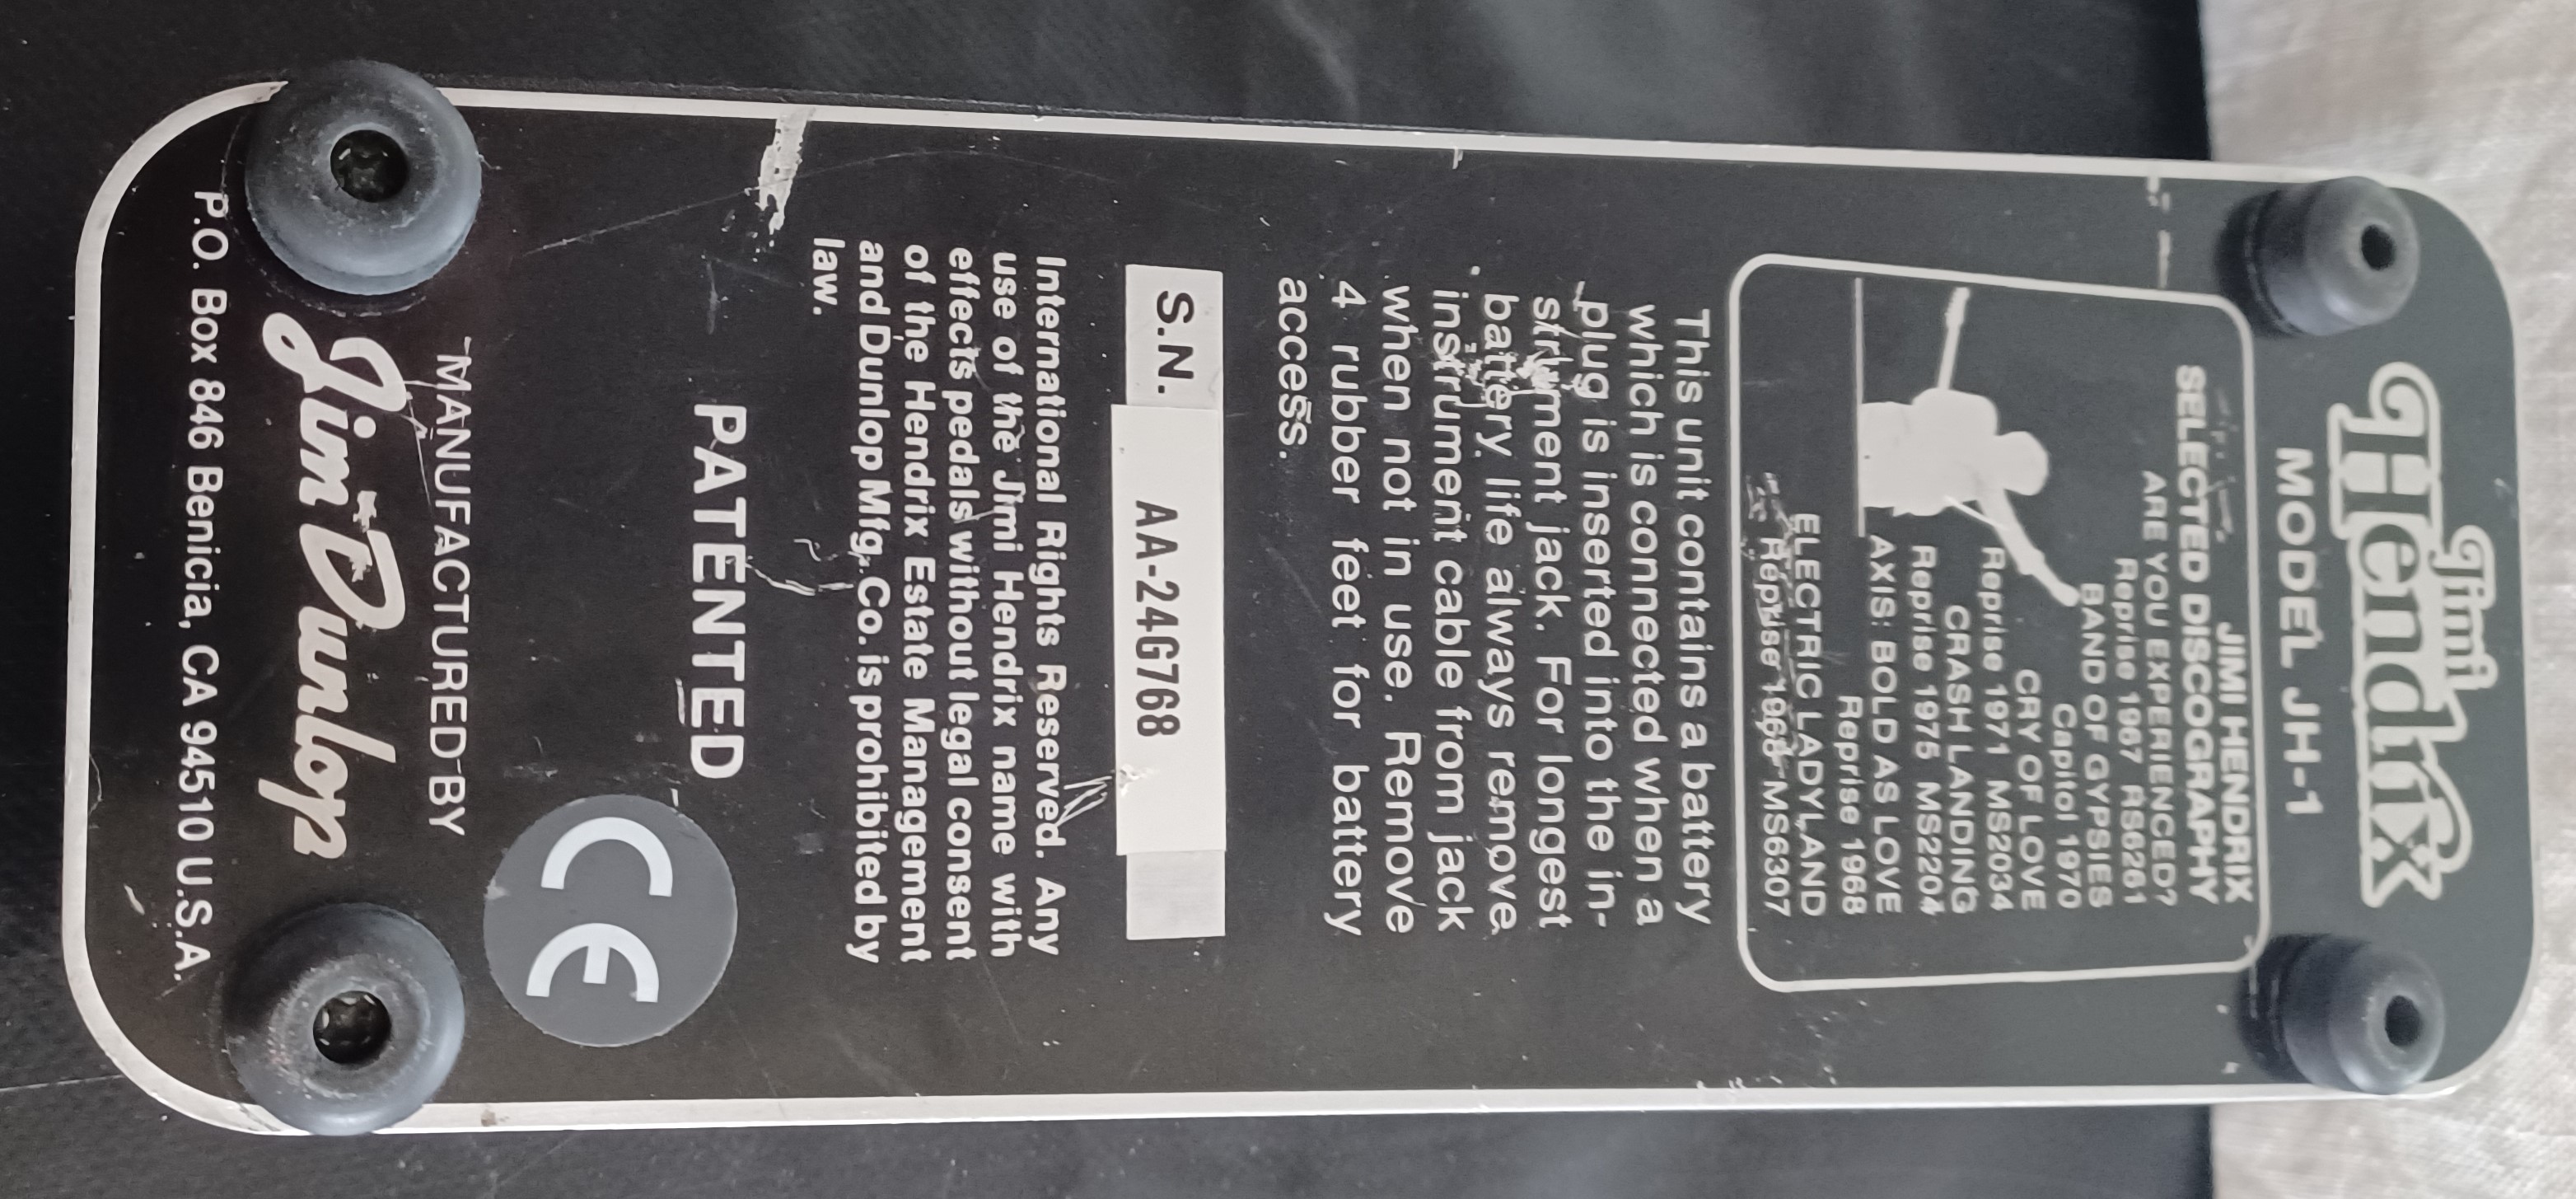 Jimi
Hendrix
MODEL JH-1
JIMI HENDRIX
SELECTED DISCOGRAPHY
ARE YOU EXPERIENCED?
Reprise 1967 RS6261
BAND OF GYPSIES
Capitol 1970
CRY OF LOVE
Reprise 1971 MS2034
CRASH LANDING
Reprise 1975 MS2204
AXIS: BOLD AS LOVE
Reprise 1968
ELECTRIC LADYLAND
Reprise 1968 MS6307
This unit contains a battery
which is connected when a
plug is inserted into the in-
strument jack. For longest
battery life always remove
instrument cable from jack
when not in use. Remove
4 rubber feet for battery
access.
S.N. AA-24G768
International Rights Reserved. Any
use of the Jimi Hendrix name with
effects pedals without legal consent
of the Hendrix Estate Management
and Dunlop Mfg. Co. is prohibited by
law.
PATENTED
CE
MANUFACTURED BY
Jim Dunlop
P.O. Box 846 Benicia, CA 94510 U.S.A.